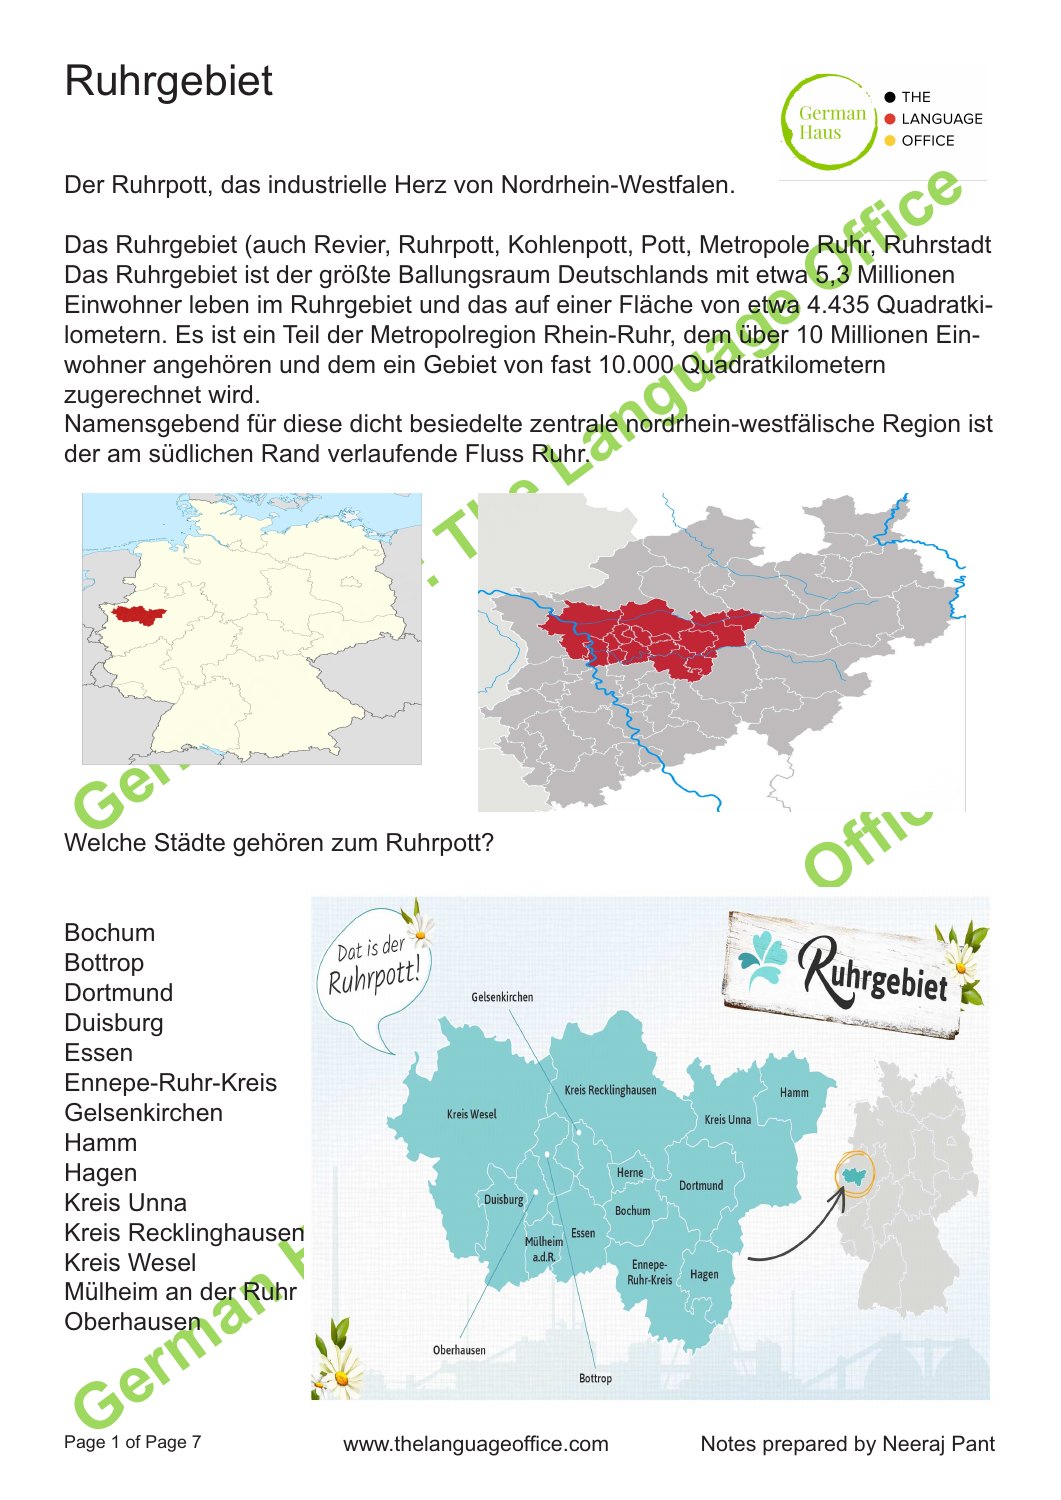 Ruhrgebiet
German
Haus
THE
LANGUAGE
OFFICE
Der Ruhrpott, das industrielle Herz von Nordrhein-Westfalen.
Das Ruhrgebiet (auch Revier, Ruhrpott, Kohlenpott, Pott, Metropole Ruhr, Ruhrstadt
Das Ruhrgebiet ist der größte Ballungsraum Deutschlands mit etwa 5,3 Millionen
Einwohner leben im Ruhrgebiet und das auf einer Fläche von etwa 4.435 Quadratki-
lometern. Es ist ein Teil der Metropolregion Rhein-Ruhr, dem über 10 Millionen Ein-
wohner angehören und dem ein Gebiet von fast 10.000 Quadratkilometern
zugerechnet wird.
Namensgebend für diese dicht besiedelte zentrale nordrhein-westfälische Region ist
der am südlichen Rand verlaufende Fluss Ruhr.
The Language Office
Welche Städte gehören zum Ruhrpott?
Office
Bochum
Bottrop
Dortmund
Duisburg
Essen
Ennepe-Ruhr-Kreis
Gelsenkirchen
Hamm
Hagen
Kreis Unna
Kreis Recklinghausen
Kreis Wesel
Mülheim an der Ruhr
Oberhausen
German
Dat is der
Ruhrpott!
Ruhrgebiet
Gelsenkirchen
Kreis Recklinghausen
Hamm
Kreis Wesel
Kreis Unna
Herne
Dortmund
Duisburg
Bochum
Essen
Mülheim
a.d.R.
Ennepe-
Ruhr-Kreis
Hagen
Oberhausen
Bottrop
Page 1 of Page 7
www.thelanguageoffice.com
Notes prepared by Neeraj Pant